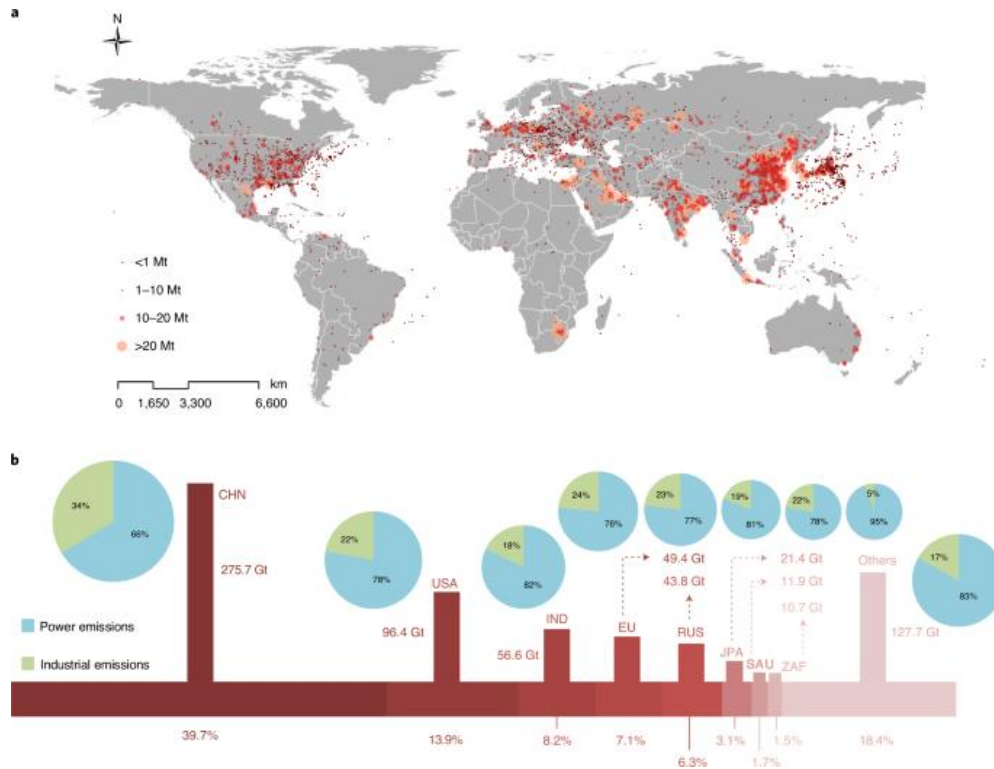 a
N
<1 Mt
1–10 Mt
10–20 Mt
>20 Mt
km
0 1,650 3,300 6,600
b
34%
66%
CHN
275.7 Gt
22%
78%
USA
96.4 Gt
18%
82%
IND
56.6 Gt
24%
76%
23%
77%
19%
81%
22%
78%
5%
95%
17%
83%
49.4 Gt
43.8 Gt
21.4 Gt
11.9 Gt
10.7 Gt
EU
RUS
JPA
SAU
ZAF
Others
127.7 Gt
Power emissions
Industrial emissions
39.7%
13.9%
8.2%
7.1%
6.3%
3.1%
1.7%
1.5%
18.4%